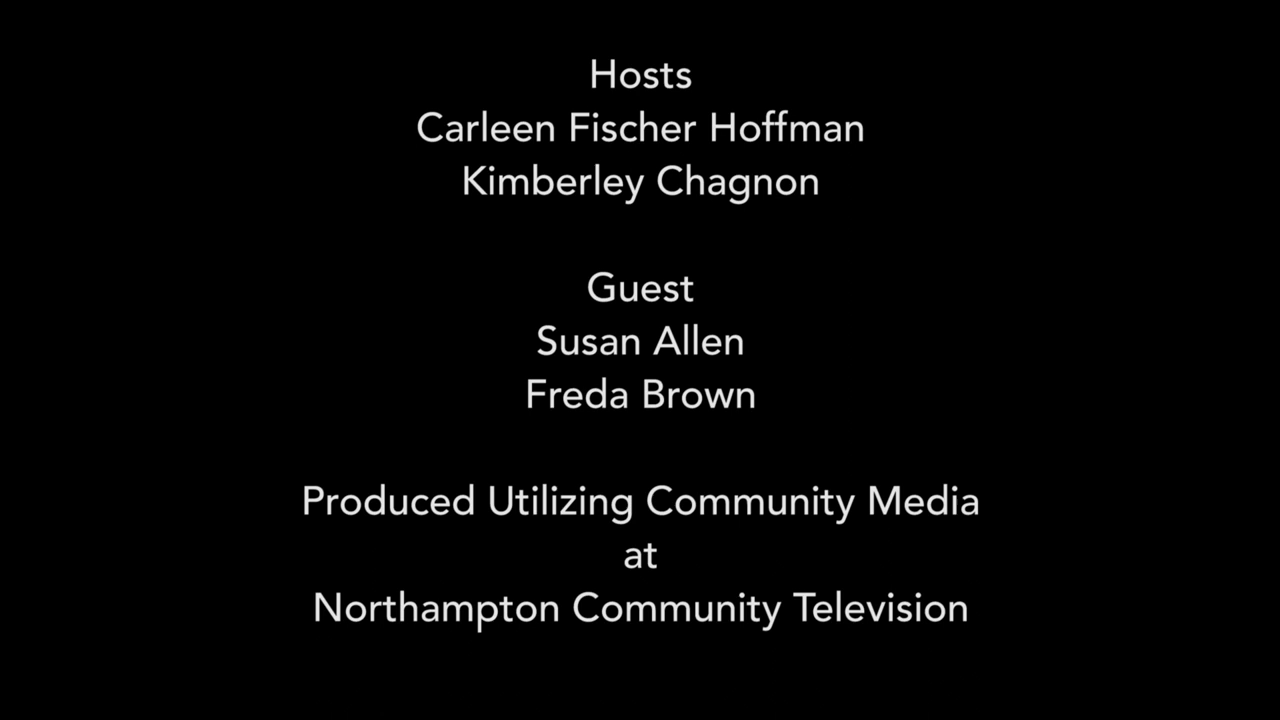 Hosts
Carleen Fischer Hoffman
Kimberley Chagnon
Guest
Susan Allen
Freda Brown
Produced Utilizing Community Media
at
Northampton Community Television